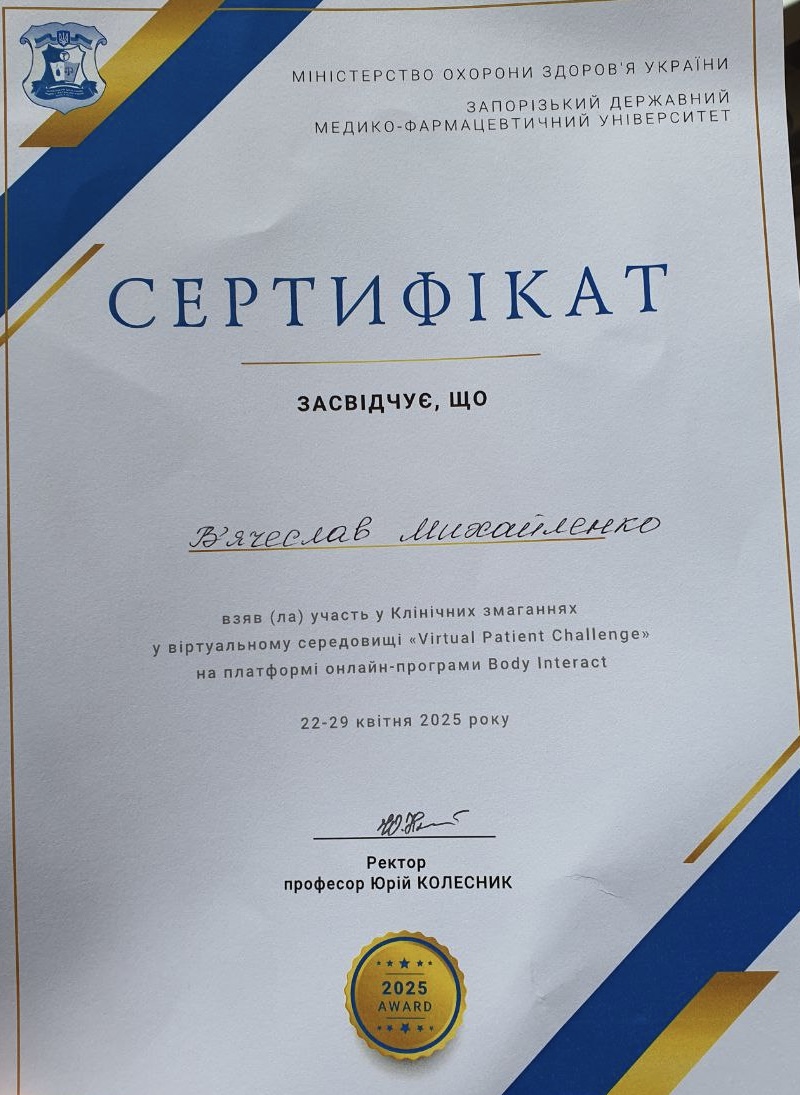 МІНІСТЕРСТВО ОХОРОНИ ЗДОРОВ'Я УКРАЇНИ
ЗАПОРІЗЬКИЙ ДЕРЖАВНИЙ
МЕДИКО-ФАРМАЦЕВТИЧНИЙ УНІВЕРСИТЕТ
СЕРТИФІКАТ
ЗАСВІДЧУЄ, ЩО
В'ячеслав Михайленко
взяв (ла) участь у Клінічних змаганнях
у віртуальному середовищі «Virtual Patient Challenge»
на платформі онлайн-програми Body Interact
22-29 квітня 2025 року
Ректор
професор Юрій КОЛЕСНИК
2025
AWARD